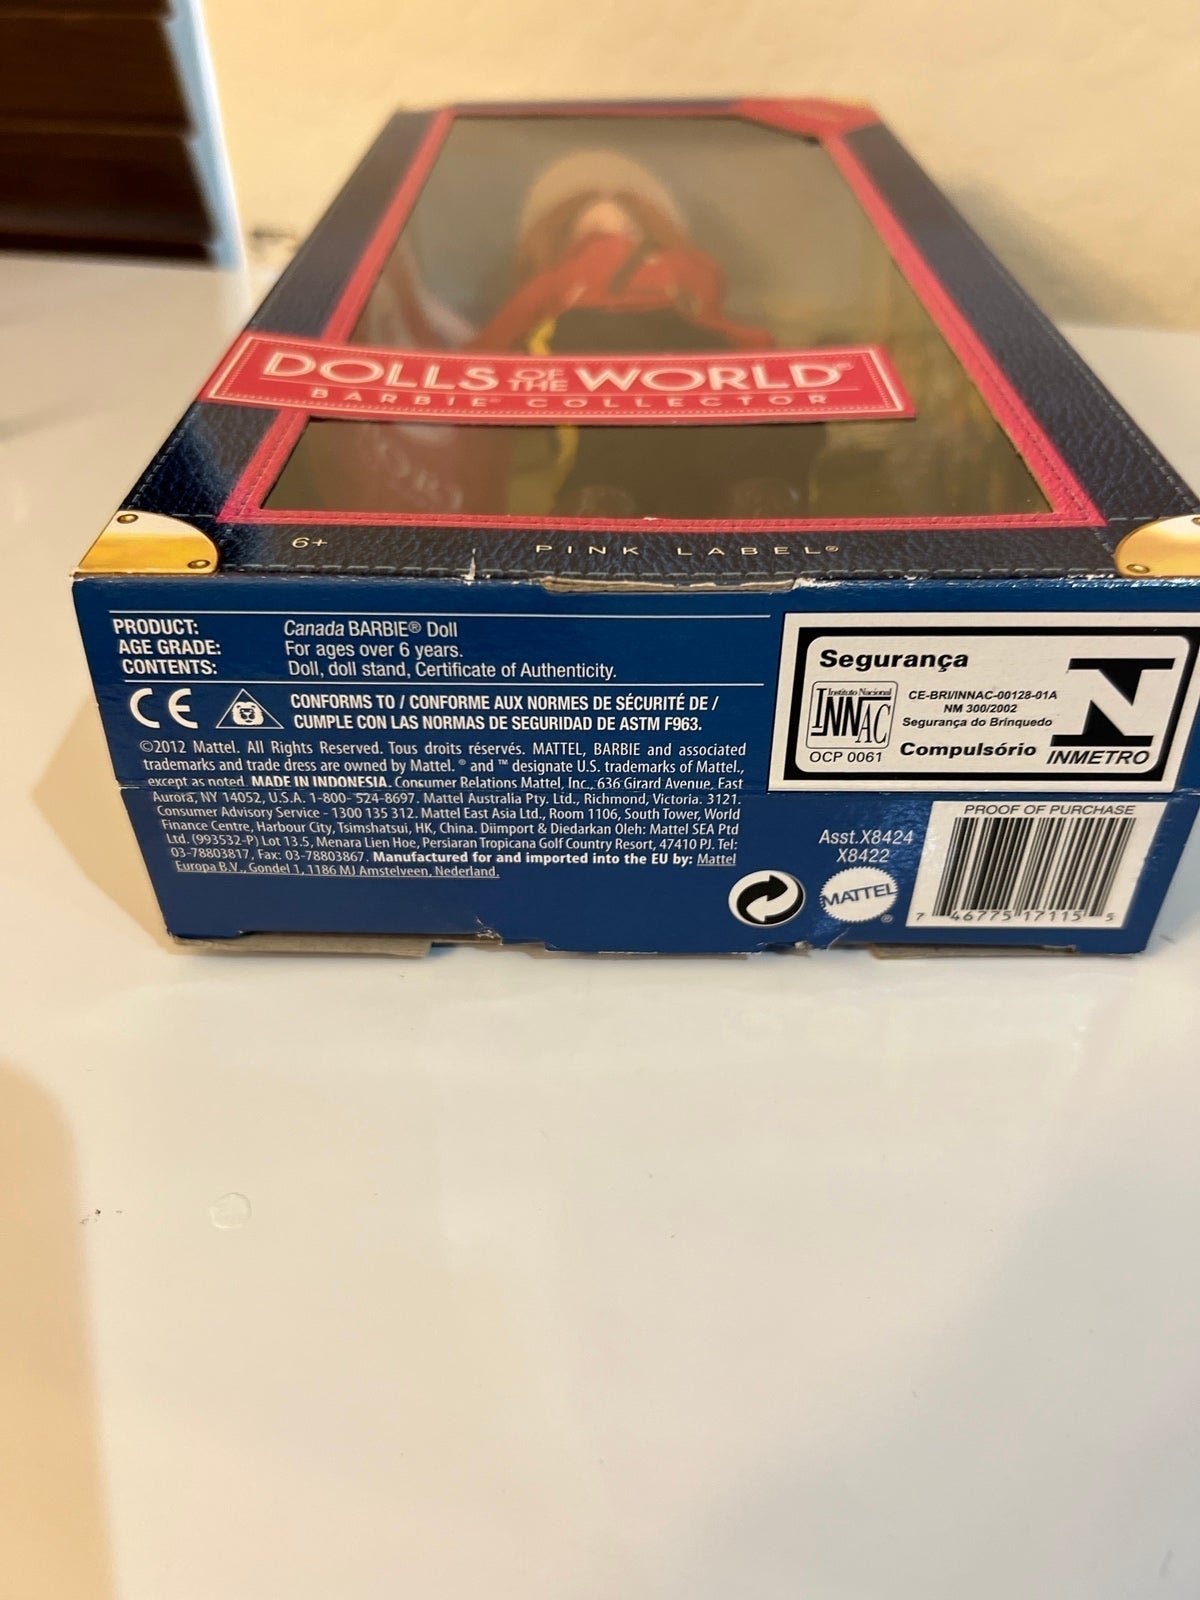 DOLLS OF THE WORLD®
BARBIE® COLLECTOR
6+
PINK LABEL®
PRODUCT: Canada BARBIE® Doll
AGE GRADE: For ages over 6 years.
CONTENTS: Doll, doll stand, Certificate of Authenticity.
CE
CONFORMS TO / CONFORME AUX NORMES DE SÉCURITÉ DE /
CUMPLE CON LAS NORMAS DE SEGURIDAD DE ASTM F963.
©2012 Mattel. All Rights Reserved. Tous droits réservés. MATTEL, BARBIE and associated
trademarks and trade dress are owned by Mattel. ® and ™ designate U.S. trademarks of Mattel.,
except as noted. MADE IN INDONESIA. Consumer Relations Mattel, Inc., 636 Girard Avenue, East
Aurora, NY 14052, U.S.A. 1-800- 524-8697. Mattel Australia Pty. Ltd., Richmond, Victoria. 3121.
Consumer Advisory Service - 1300 135 312. Mattel East Asia Ltd., Room 1106, South Tower, World
Finance Centre, Harbour City, Tsimshatsui, HK, China. Diimport & Diedarkan Oleh: Mattel SEA Ptd
Ltd. (993532-P) Lot 13.5, Menara Lien Hoe, Persiaran Tropicana Golf Country Resort, 47410 PJ. Tel:
03-78803817, Fax: 03-78803867. Manufactured for and imported into the EU by: Mattel
Europa B.V., Gondel 1, 1186 MJ Amstelveen, Nederland.
Segurança
Instituto Nacional
INNAC
OCP 0061
CE-BRI/INNAC-00128-01A
NM 300/2002
Segurança do Brinquedo
Compulsório
INMETRO
Asst.X8424
X8422
MATTEL®
PROOF OF PURCHASE
7 46775 17115 5